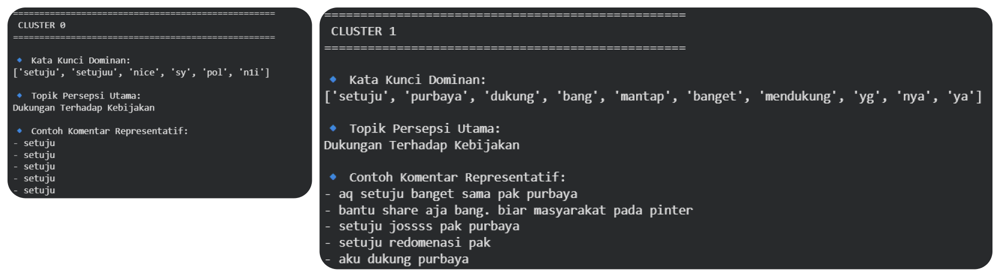 ==================================================
CLUSTER 0
==================================================
🔹 Kata Kunci Dominan:
['setuju', 'setujuu', 'nice', 'sy', 'pol', 'n1i']
🔹 Topik Persepsi Utama:
Dukungan Terhadap Kebijakan
🔹 Contoh Komentar Representatif:
- setuju
- setuju
- setuju
- setuju
- setuju
==================================================
CLUSTER 1
==================================================
🔹 Kata Kunci Dominan:
['setuju', 'purbaya', 'dukung', 'bang', 'mantap', 'banget', 'mendukung', 'yg', 'nya', 'ya']
🔹 Topik Persepsi Utama:
Dukungan Terhadap Kebijakan
🔹 Contoh Komentar Representatif:
- aq setuju banget sama pak purbaya
- bantu share aja bang. biar masyarakat pada pinter
- setuju jossss pak purbaya
- setuju redomenasi pak
- aku dukung purbaya